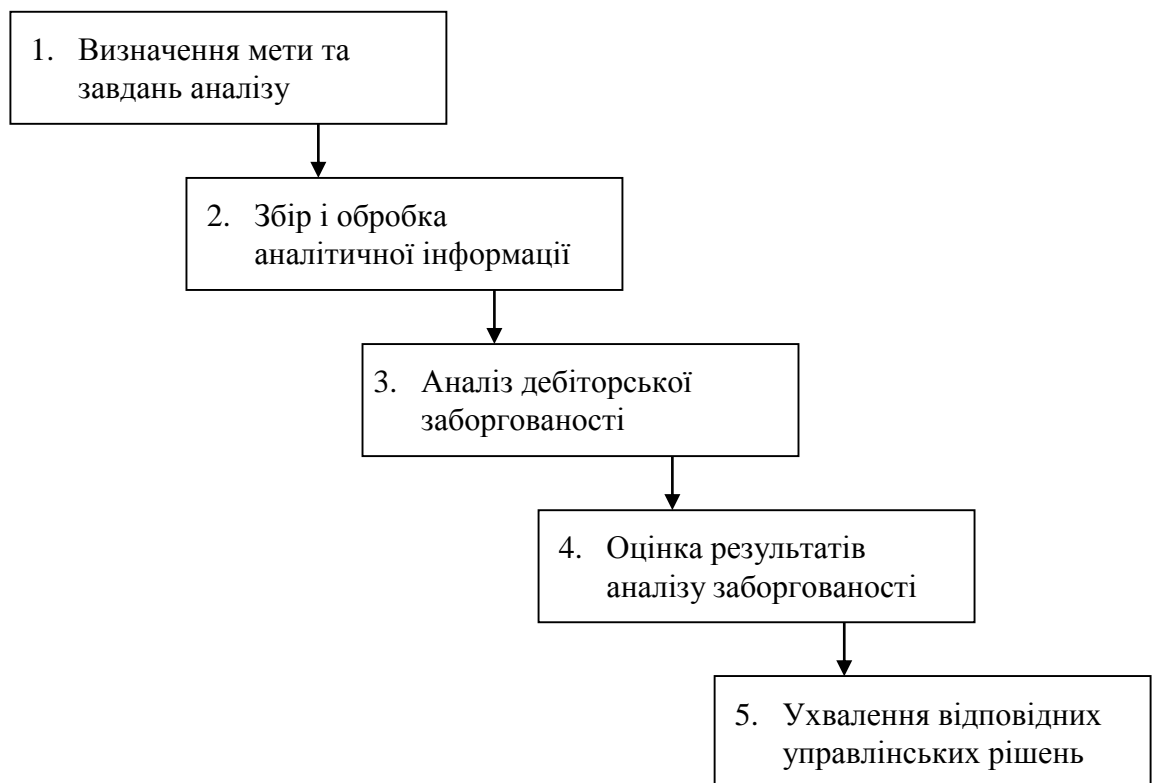 1. Визначення мети та
завдань аналізу
2. Збір і обробка
аналітичної інформації
3. Аналіз дебіторської
заборгованості
4. Оцінка результатів
аналізу заборгованості
5. Ухвалення відповідних
управлінських рішень